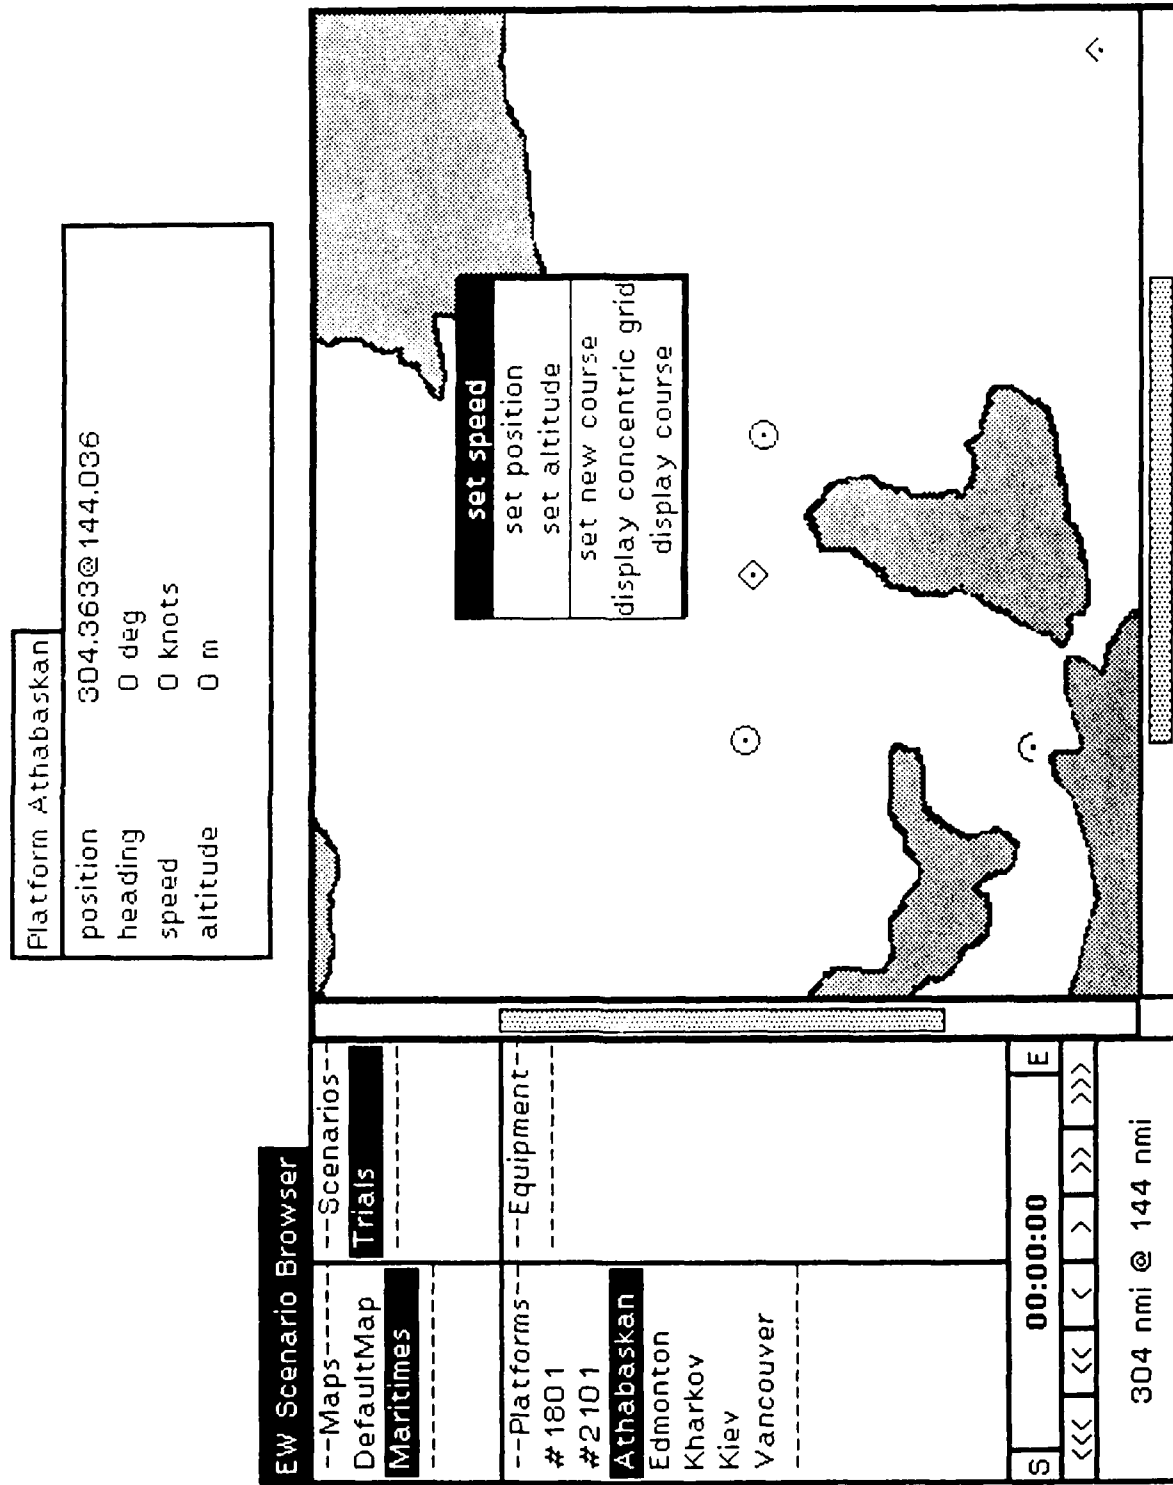 Platform Athabaskan
position 304.363@144.036
heading 0 deg
speed 0 knots
altitude 0 m
EW Scenario Browser
--Maps-----
DefaultMap
Maritimes
--Scenarios--
Trials
--Platforms--
#1801
#2101
Athabaskan
Edmonton
Kharkov
Kiev
Vancouver
--Equipment--
S 00:00:00 E
<<< << < > >> >>>
304 nmi @ 144 nmi
set speed
set position
set altitude
set new course
display concentric grid
display course